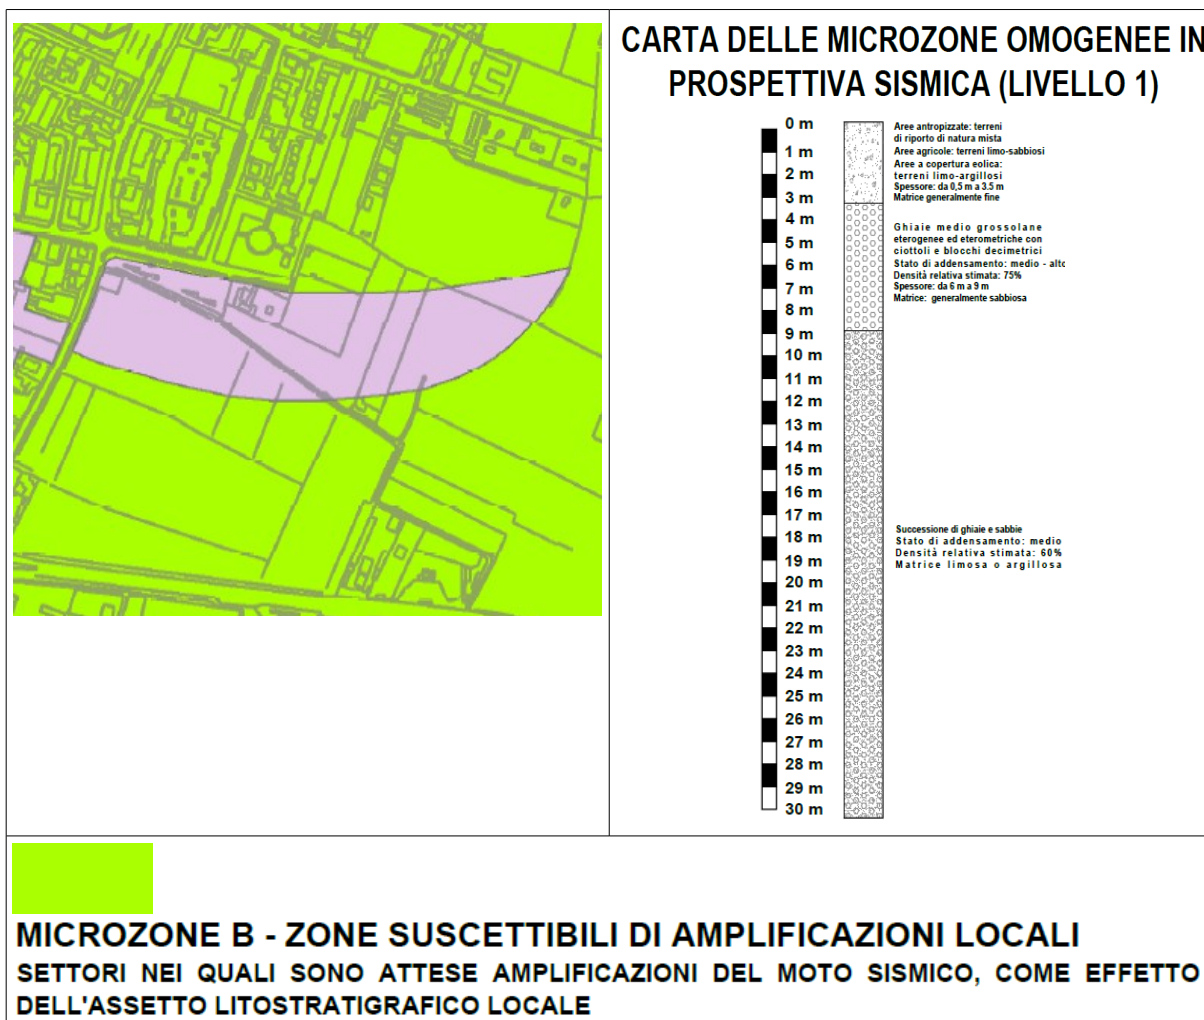 CARTA DELLE MICROZONE OMOGENEE IN
PROSPETTIVA SISMICA (LIVELLO 1)
0 m
1 m
2 m
3 m
4 m
5 m
6 m
7 m
8 m
9 m
10 m
11 m
12 m
13 m
14 m
15 m
16 m
17 m
18 m
19 m
20 m
21 m
22 m
23 m
24 m
25 m
26 m
27 m
28 m
29 m
30 m
Aree antropizzate: terreni
di riporto di natura mista
Aree agricole: terreni limo-sabbiosi
Aree a copertura eolica:
terreni limo-argillosi
Spessore: da 0,5 m a 3.5 m
Matrice generalmente fine
Ghiaie medio grossolane
eterogenee ed eterometriche con
ciottoli e blocchi decimetrici
Stato di addensamento: medio - alto
Densità relativa stimata: 75%
Spessore: da 6 m a 9 m
Matrice: generalmente sabbiosa
Successione di ghiaie e sabbie
Stato di addensamento: medio
Densità relativa stimata: 60%
Matrice limosa o argillosa
MICROZONE B - ZONE SUSCETTIBILI DI AMPLIFICAZIONI LOCALI
SETTORI NEI QUALI SONO ATTESE AMPLIFICAZIONI DEL MOTO SISMICO, COME EFFETTO
DELL'ASSETTO LITOSTRATIGRAFICO LOCALE